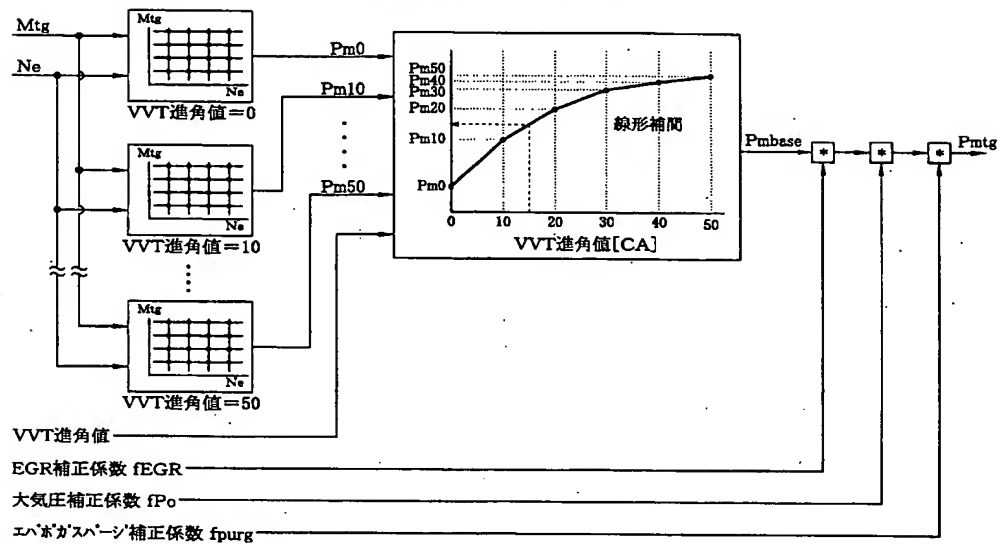 Mtg
Ne
Mtg
Ne
VVT進角値=0
Mtg
Ne
VVT進角値=10
Mtg
Ne
VVT進角値=50
Pm0
Pm10
Pm50
Pm50
Pm40
Pm30
Pm20
Pm10
Pm0
線形補間
0 10 20 30 40 50
VVT進角値[CA]
Pmbase * * * Pmtg
VVT進角値
EGR補正係数 fEGR
大気圧補正係数 fPo
エバポガスパージ補正係数 fpurg